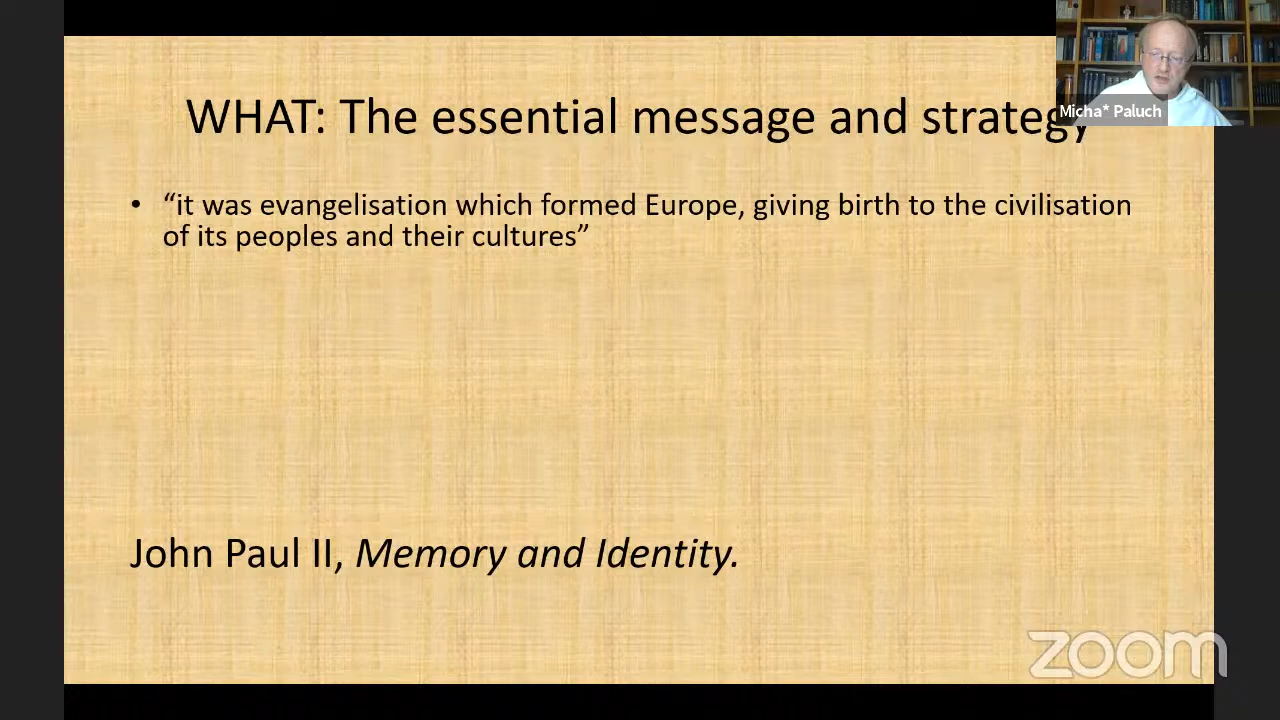 WHAT: The essential message and strategy
Micha* Paluch
• “it was evangelisation which formed Europe, giving birth to the civilisation
of its peoples and their cultures”
John Paul II, Memory and Identity.
zoom